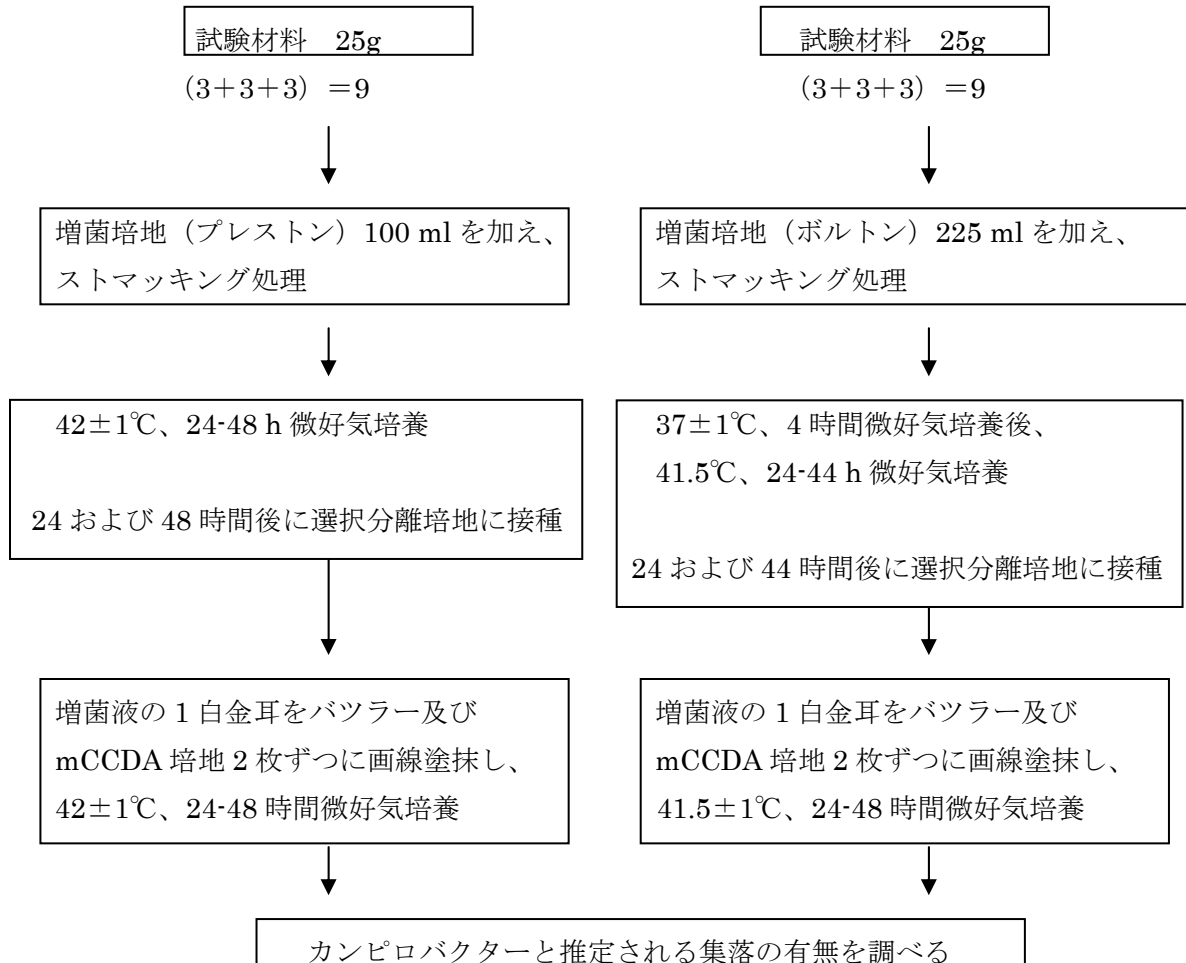 試験材料　25g
(3+3+3) =9
増菌培地（プレストン）100 ml を加え、
ストマッキング処理
42±1℃、24-48 h 微好気培養
24 および 48 時間後に選択分離培地に接種
増菌液の 1 白金耳をバツラー及び
mCCDA 培地 2 枚ずつに画線塗抹し、
42±1℃、24-48 時間微好気培養
試験材料　25g
(3+3+3) =9
増菌培地（ボルトン）225 ml を加え、
ストマッキング処理
37±1℃、4 時間微好気培養後、
41.5℃、24-44 h 微好気培養
24 および 44 時間後に選択分離培地に接種
増菌液の 1 白金耳をバツラー及び
mCCDA 培地 2 枚ずつに画線塗抹し、
41.5±1℃、24-48 時間微好気培養
カンピロバクターと推定される集落の有無を調べる